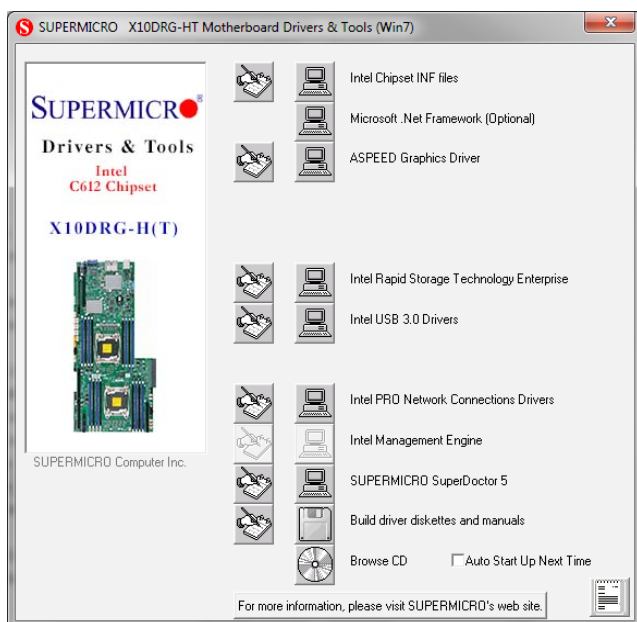 SUPERMICRO X10DRG-HT Motherboard Drivers & Tools (Win7)
SUPERMICRO®
Drivers & Tools
Intel
C612 Chipset
X10DRG-H(T)
SUPERMICRO Computer Inc.
Intel Chipset INF files
Microsoft .Net Framework (Optional)
ASPEED Graphics Driver
Intel Rapid Storage Technology Enterprise
Intel USB 3.0 Drivers
Intel PRO Network Connections Drivers
Intel Management Engine
SUPERMICRO SuperDoctor 5
Build driver diskettes and manuals
Browse CD Auto Start Up Next Time
For more information, please visit SUPERMICRO's web site.